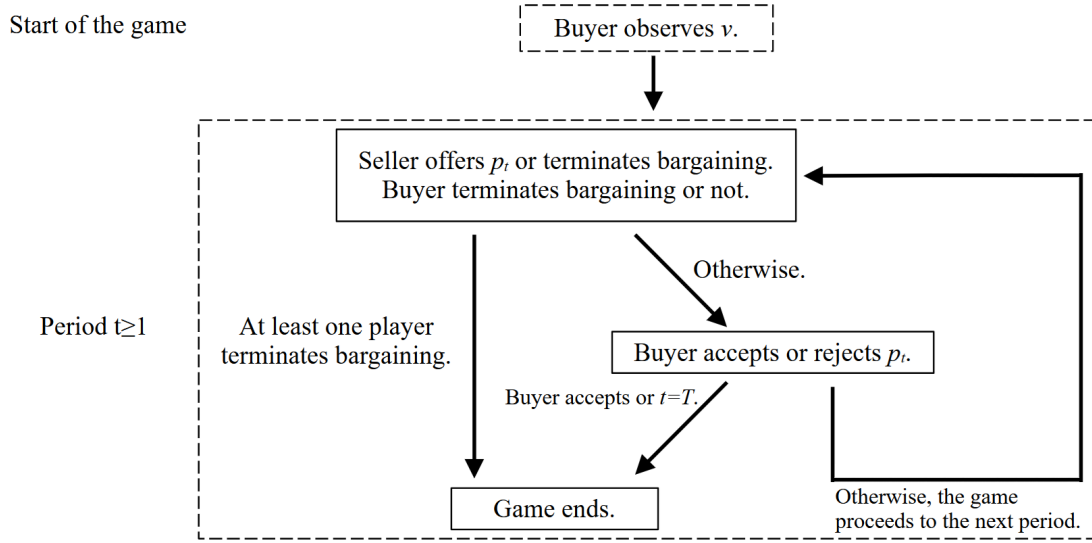 Start of the game
Buyer observes v.
Seller offers pt or terminates bargaining.
Buyer terminates bargaining or not.
Otherwise.
Period t≥1
At least one player
terminates bargaining.
Buyer accepts or rejects pt.
Buyer accepts or t=T.
Game ends.
Otherwise, the game
proceeds to the next period.